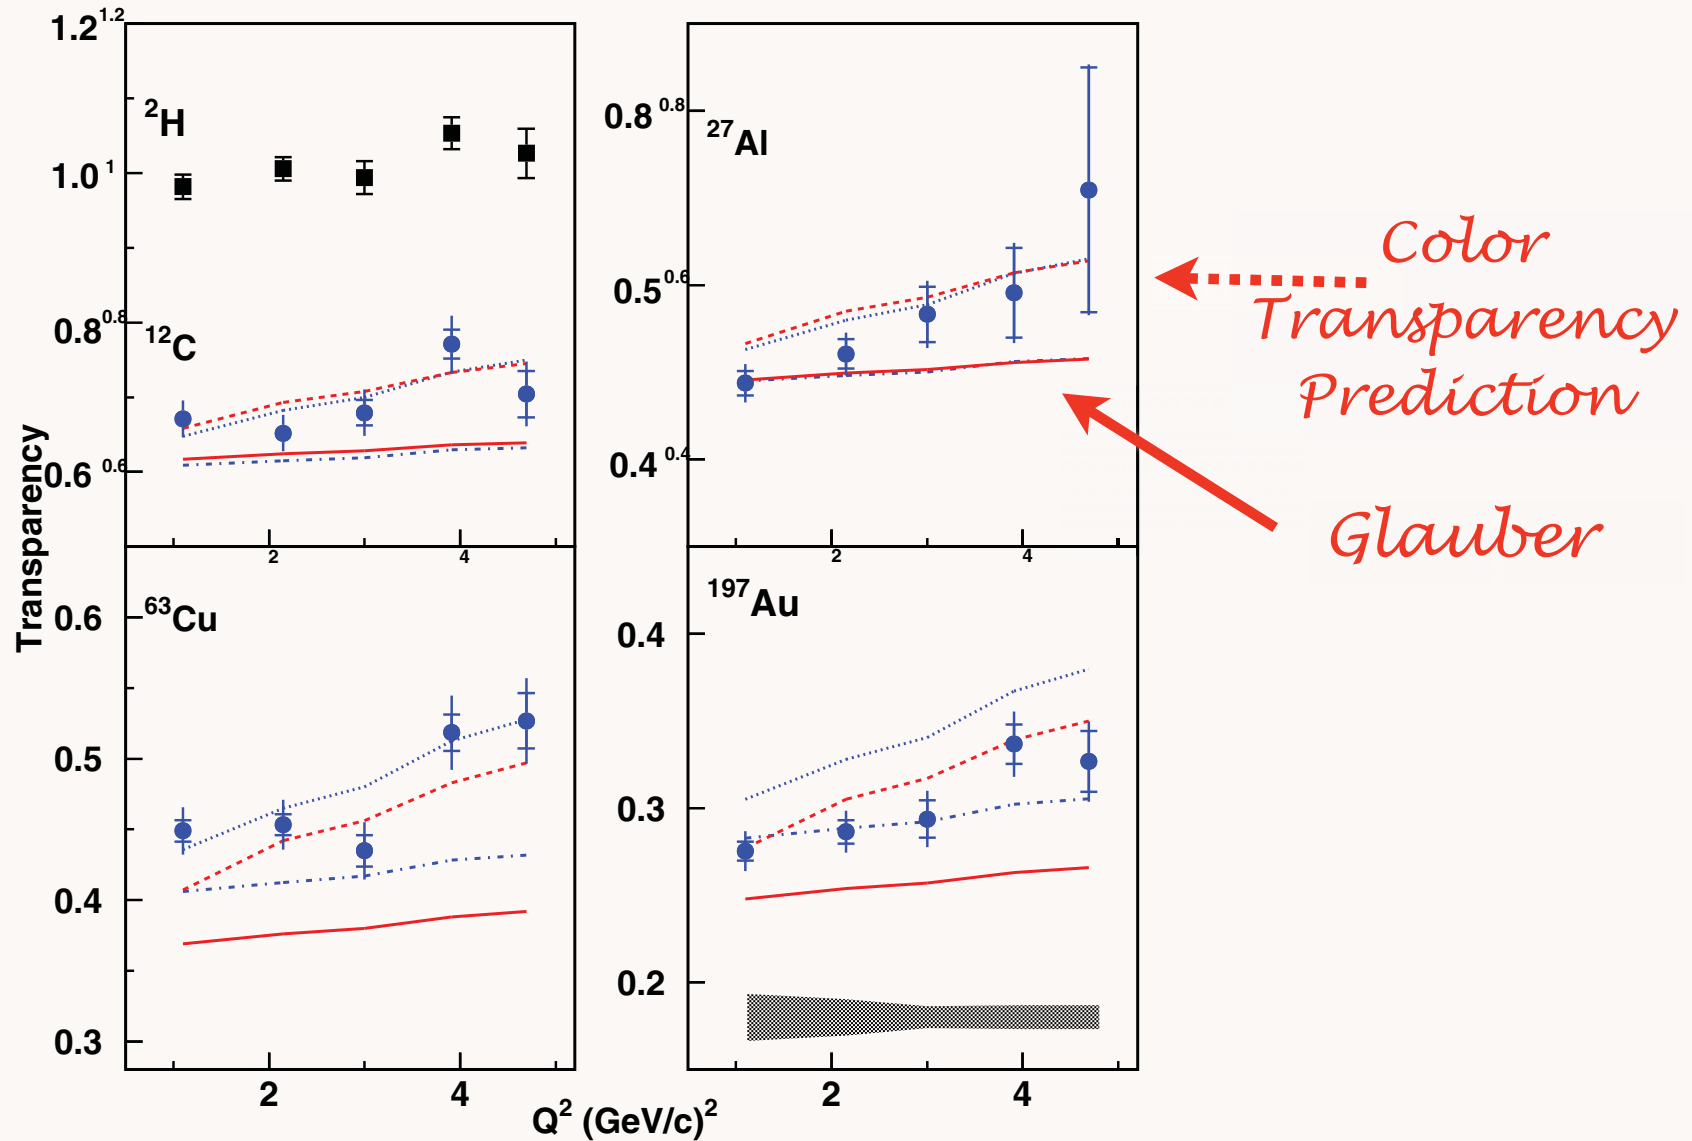 1.2 1.2
²H
1.0 1
0.8 0.8
¹²C
0.6 0.6
2 4
0.8 0.8
²⁷Al
0.5 0.6
0.4 0.4
2 4
Color
Transparency
Prediction
Glauber
Transparency
⁶³Cu
0.6
0.5
0.4
0.3
2 4
¹⁹⁷Au
0.4
0.3
0.2
2 4
Q² (GeV/c)²